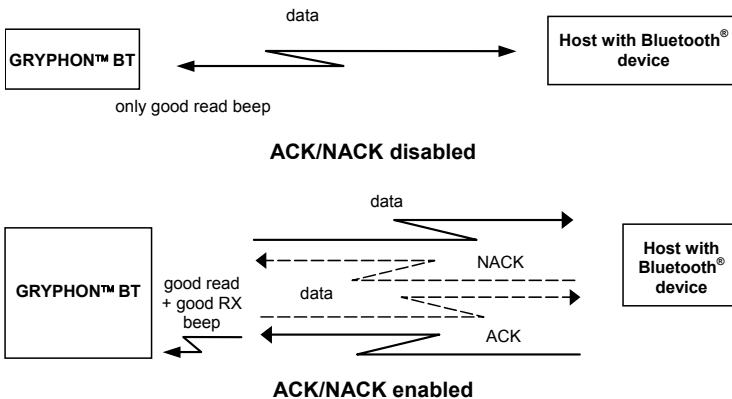 data
GRYPHON™ BT
Host with Bluetooth®
device
only good read beep
ACK/NACK disabled
data
GRYPHON™ BT
good read
+ good RX
beep
NACK
data
ACK
Host with
Bluetooth®
device
ACK/NACK enabled